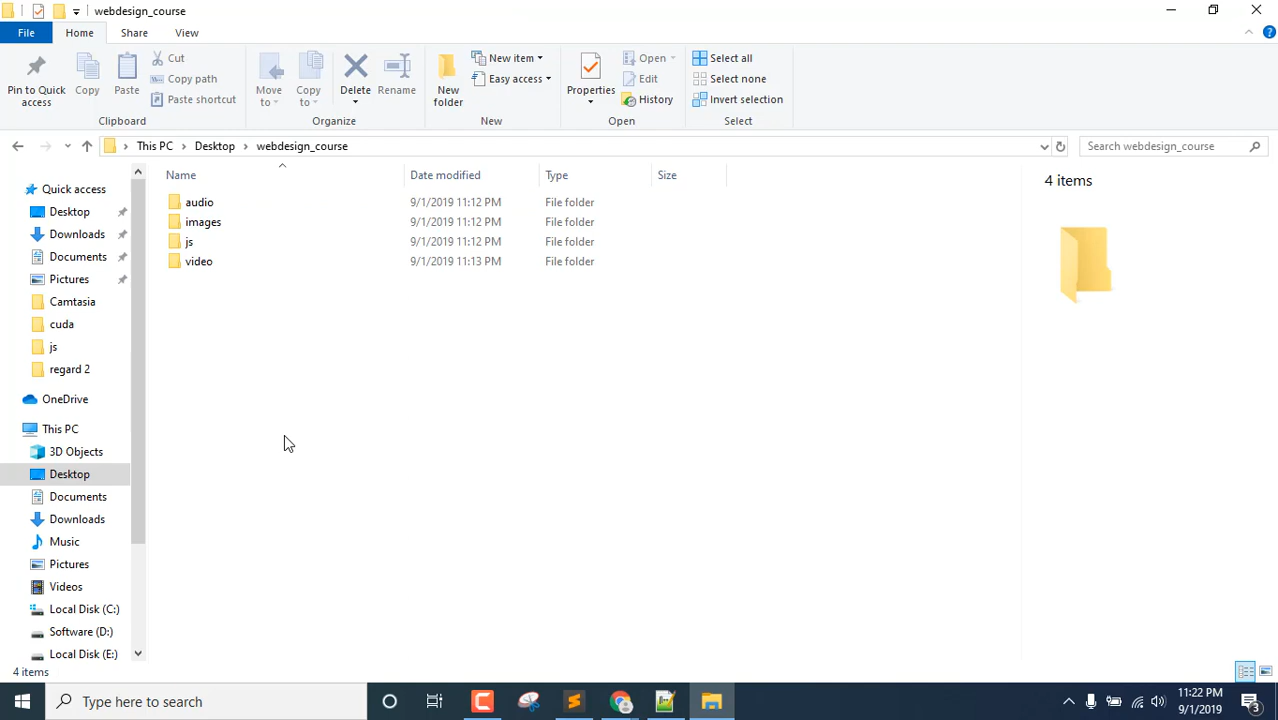 webdesign_course
File Home Share View
Pin to Quick access
Copy
Paste
Cut
Copy path
Paste shortcut
Clipboard
Move to
Copy to
Delete
Rename
Organize
New folder
New item
Easy access
New
Properties
Open
Edit
History
Open
Select all
Select none
Invert selection
Select
This PC Desktop webdesign_course
Search webdesign_course
Name Date modified Type Size
audio 9/1/2019 11:12 PM File folder
images 9/1/2019 11:12 PM File folder
js 9/1/2019 11:12 PM File folder
video 9/1/2019 11:13 PM File folder
4 items
Quick access
Desktop
Downloads
Documents
Pictures
Camtasia
cuda
js
regard 2
OneDrive
This PC
3D Objects
Desktop
Documents
Downloads
Music
Pictures
Videos
Local Disk (C:)
Software (D:)
Local Disk (E:)
4 items
Type here to search
11:22 PM
9/1/2019
3